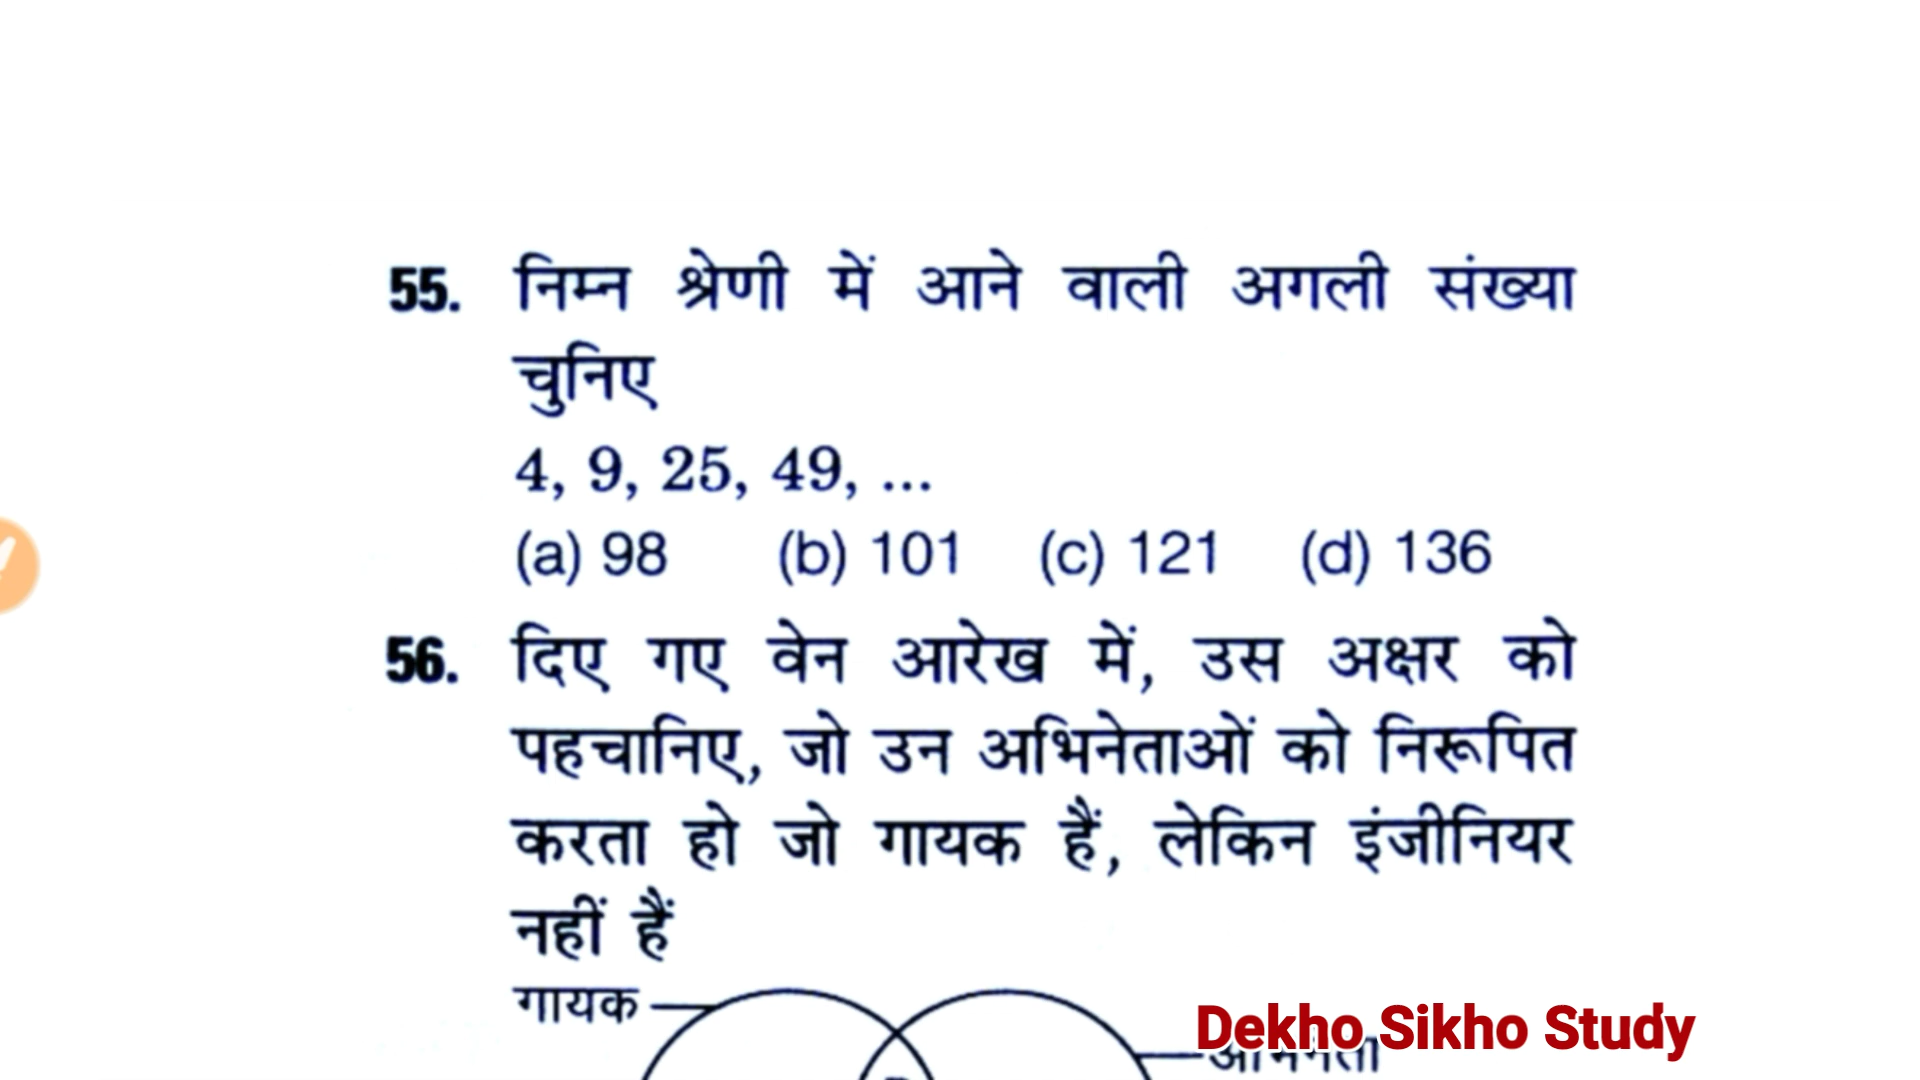 55. निम्न श्रेणी में आने वाली अगली संख्या
चुनिए
4, 9, 25, 49, ...
(a) 98 (b) 101 (c) 121 (d) 136
56. दिए गए वेन आरेख में, उस अक्षर को
पहचानिए, जो उन अभिनेताओं को निरूपित
करता हो जो गायक हैं, लेकिन इंजीनियर
नहीं हैं
गायक
Dekho Sikho Study